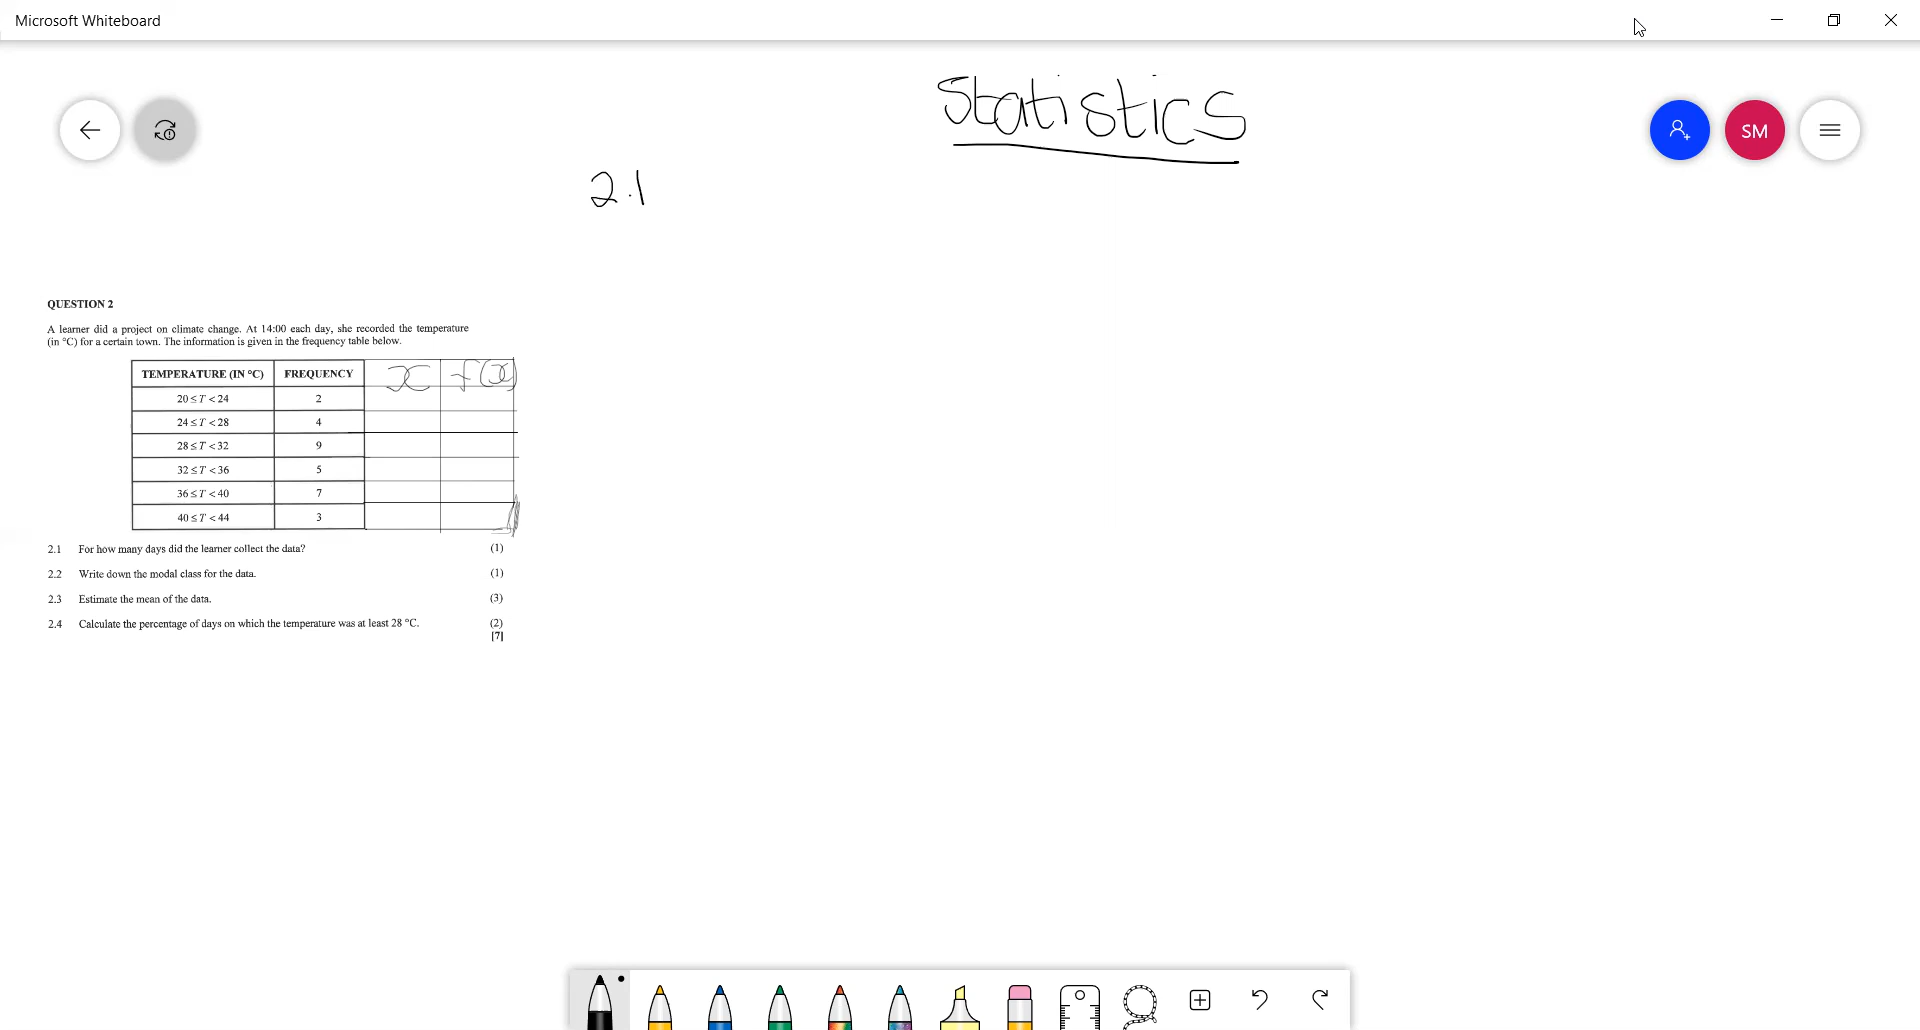 Microsoft Whiteboard
Statistics
SM
2.1
QUESTION 2
A learner did a project on climate change. At 14:00 each day, she recorded the temperature
(in °C) for a certain town. The information is given in the frequency table below.
TEMPERATURE (IN °C) FREQUENCY x f(x)
20 ≤ T < 24 2
24 ≤ T < 28 4
28 ≤ T < 32 9
32 ≤ T < 36 5
36 ≤ T < 40 7
40 ≤ T < 44 3
2.1 For how many days did the learner collect the data? (1)
2.2 Write down the modal class for the data. (1)
2.3 Estimate the mean of the data. (3)
2.4 Calculate the percentage of days on which the temperature was at least 28 °C. (2)
[7]